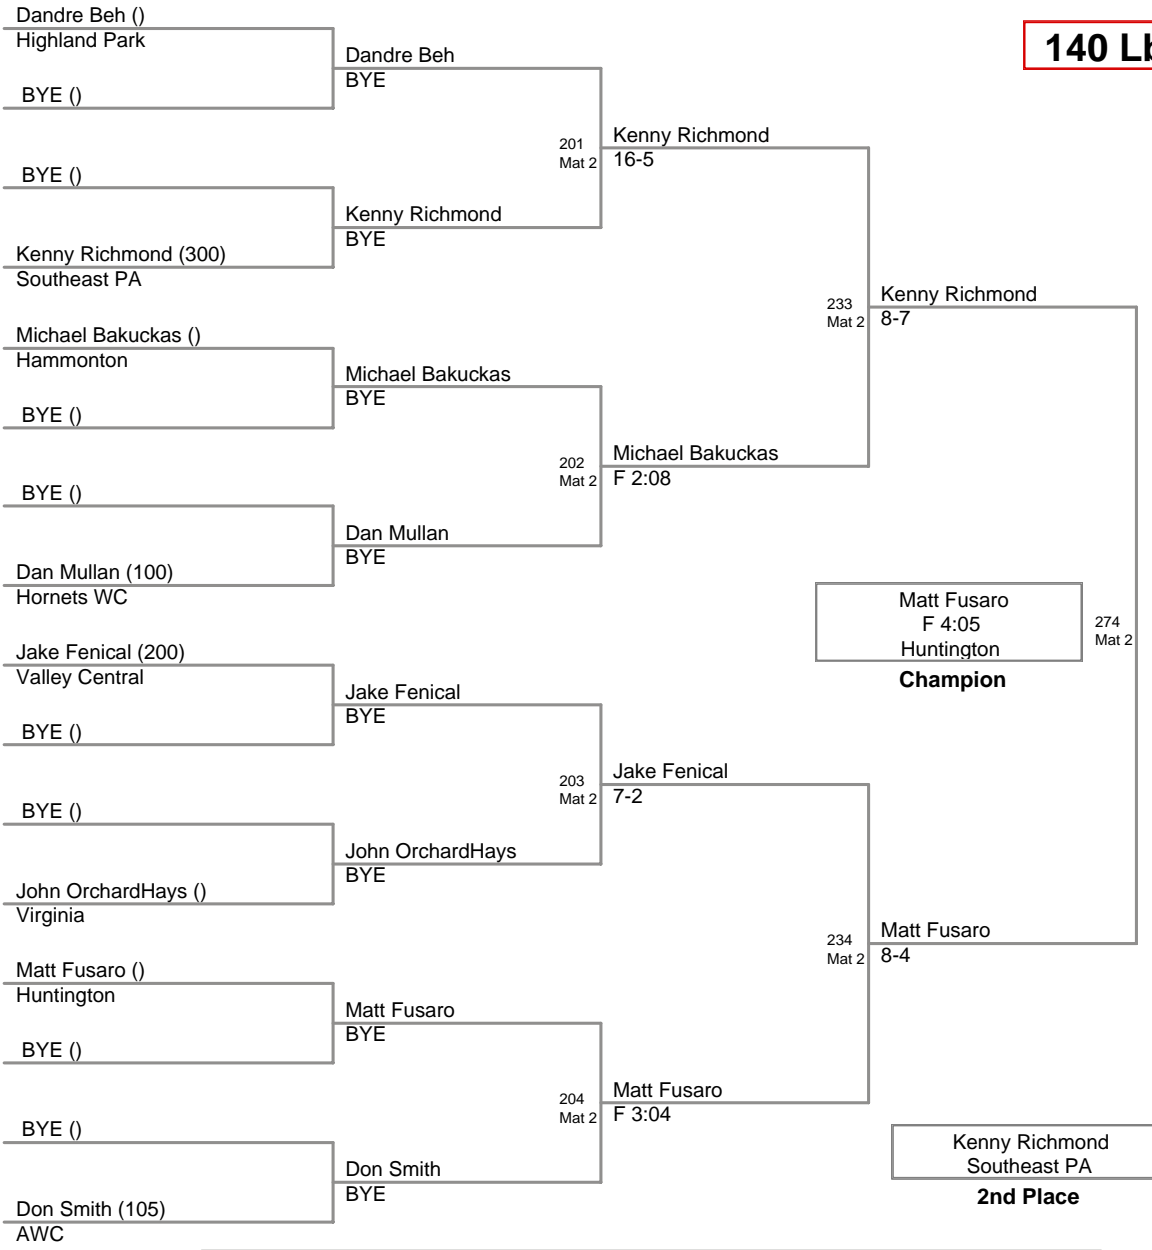 Dandre Beh ()
Highland Park
BYE ()
BYE ()
Kenny Richmond (300)
Southeast PA
Michael Bakuckas ()
Hammonton
BYE ()
BYE ()
Dan Mullan (100)
Hornets WC
Jake Fenical (200)
Valley Central
BYE ()
BYE ()
John OrchardHays ()
Virginia
Matt Fusaro ()
Huntington
BYE ()
BYE ()
Don Smith (105)
AWC
Dandre Beh
BYE
Kenny Richmond
BYE
Michael Bakuckas
BYE
Dan Mullan
BYE
Jake Fenical
BYE
John OrchardHays
BYE
Matt Fusaro
BYE
Don Smith
BYE
201
Mat 2
Kenny Richmond
16-5
202
Mat 2
Michael Bakuckas
F 2:08
203
Mat 2
Jake Fenical
7-2
204
Mat 2
Matt Fusaro
F 3:04
233
Mat 2
Kenny Richmond
8-7
234
Mat 2
Matt Fusaro
8-4
140 Lb
Matt Fusaro
F 4:05
Huntington
Champion
274
Mat 2
Kenny Richmond
Southeast PA
2nd Place